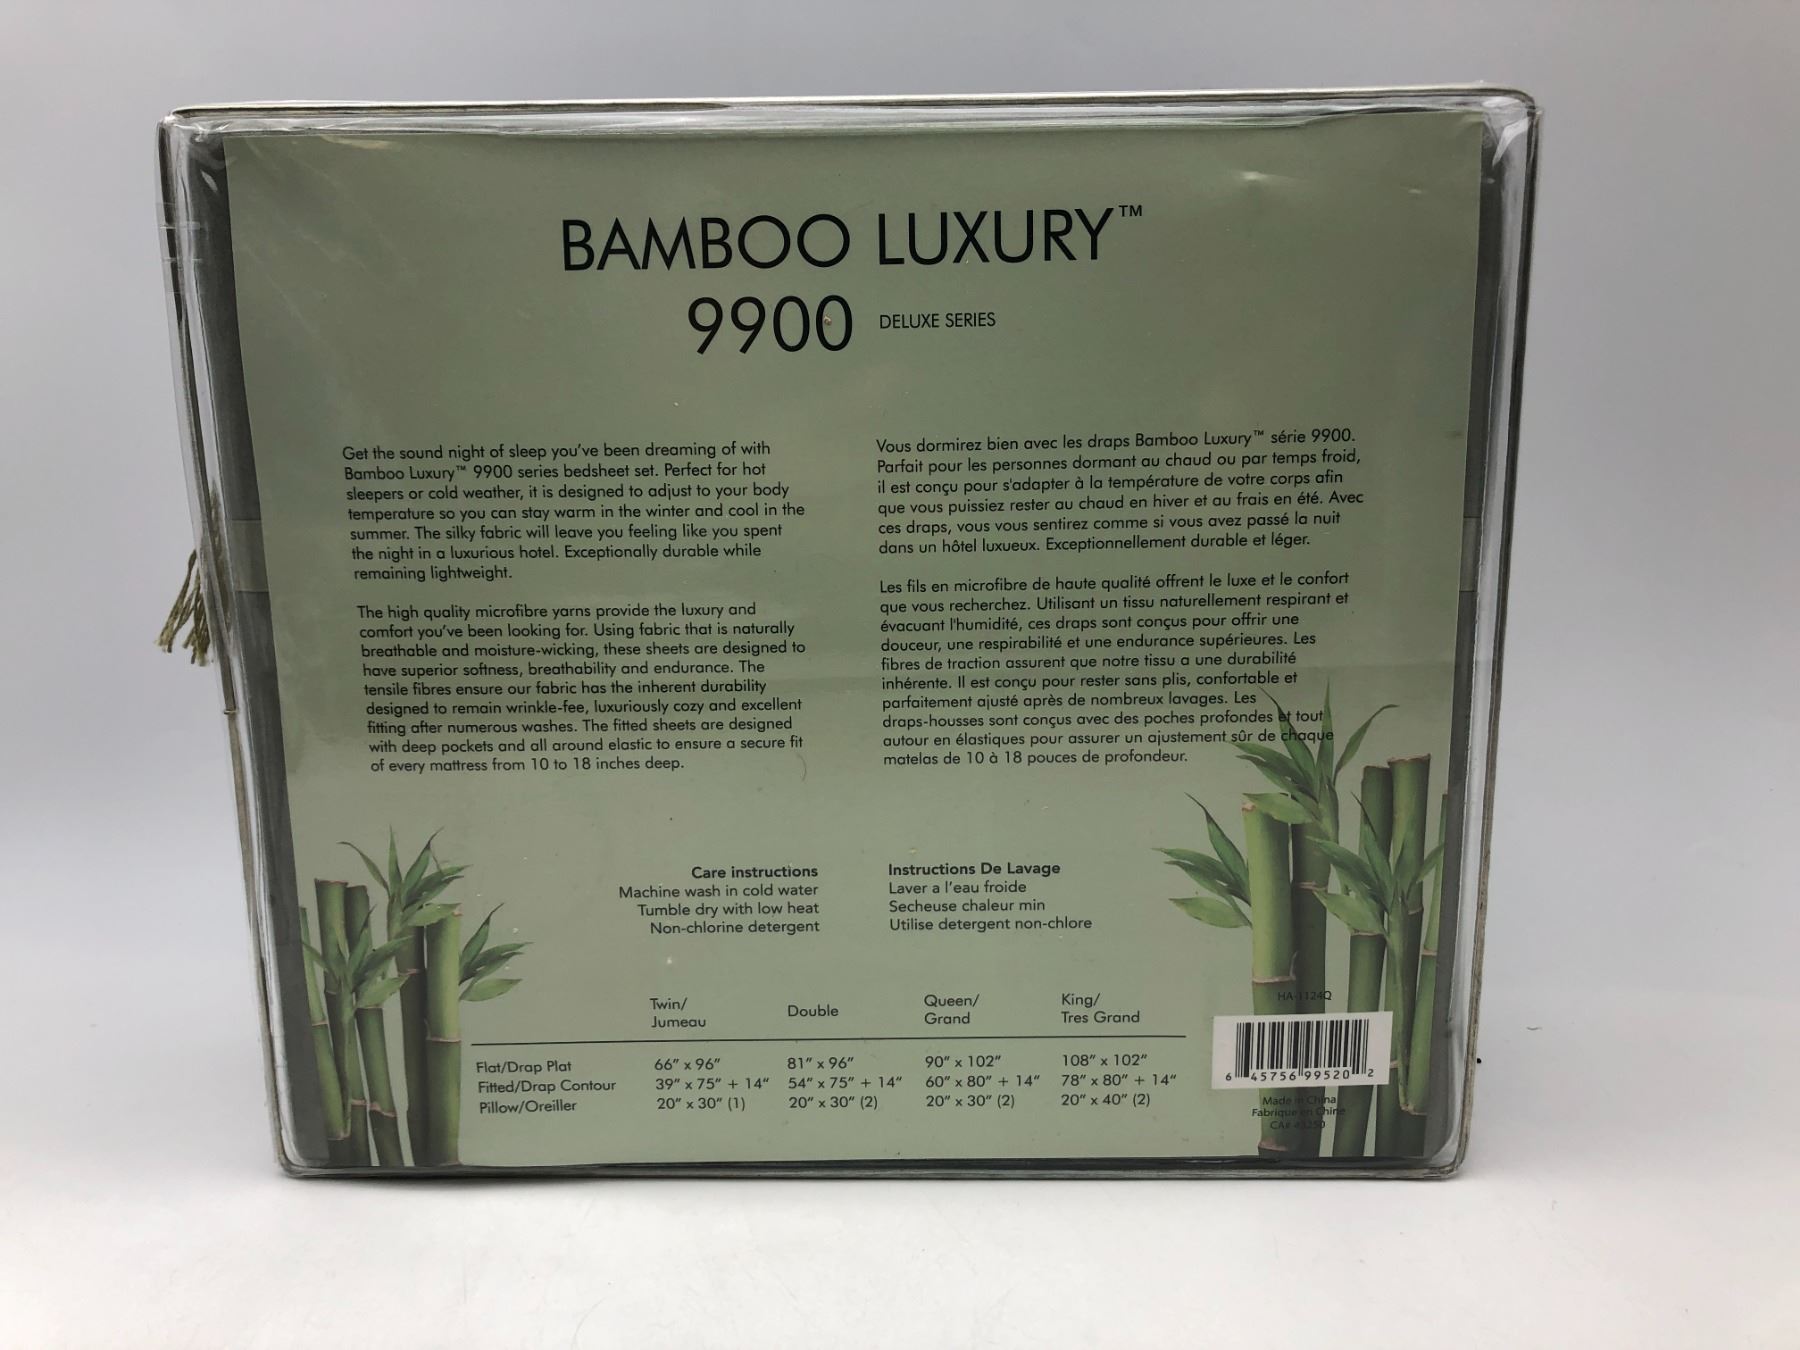 BAMBOO LUXURY™
9900 DELUXE SERIES
Get the sound night of sleep you've been dreaming of with
Bamboo Luxury™ 9900 series bedsheet set. Perfect for hot
sleepers or cold weather, it is designed to adjust to your body
temperature so you can stay warm in the winter and cool in the
summer. The silky fabric will leave you feeling like you spent
the night in a luxurious hotel. Exceptionally durable while
remaining lightweight.
The high quality microfibre yarns provide the luxury and
comfort you've been looking for. Using fabric that is naturally
breathable and moisture-wicking, these sheets are designed to
have superior softness, breathability and endurance. The
tensile fibres ensure our fabric has the inherent durability
designed to remain wrinkle-fee, luxuriously cozy and excellent
fitting after numerous washes. The fitted sheets are designed
with deep pockets and all around elastic to ensure a secure fit
of every mattress from 10 to 18 inches deep.
Vous dormirez bien avec les draps Bamboo Luxury™ série 9900.
Parfait pour les personnes dormant au chaud ou par temps froid,
il est conçu pour s'adapter à la température de votre corps afin
que vous puissiez rester au chaud en hiver et au frais en été. Avec
ces draps, vous vous sentirez comme si vous avez passé la nuit
dans un hôtel luxueux. Exceptionnellement durable et léger.
Les fils en microfibre de haute qualité offrent le luxe et le confort
que vous recherchez. Utilisant un tissu naturellement respirant et
évacuant l'humidité, ces draps sont conçus pour offrir une
douceur, une respirabilité et une endurance supérieures. Les
fibres de traction assurent que notre tissu a une durabilité
inhérente. Il est conçu pour rester sans plis, confortable et
parfaitement ajusté après de nombreux lavages. Les
draps-housses sont conçus avec des poches profondes et tout
autour en élastiques pour assurer un ajustement sûr de chaque
matelas de 10 à 18 pouces de profondeur.
Care instructions
Machine wash in cold water
Tumble dry with low heat
Non-chlorine detergent
Instructions De Lavage
Laver a l'eau froide
Secheuse chaleur min
Utilise detergent non-chlore
Twin/ Double Queen/ King/
Jumeau Grand Tres Grand
Flat/Drap Plat 66" x 96" 81" x 96" 90" x 102" 108" x 102"
Fitted/Drap Contour 39" x 75" + 14" 54" x 75" + 14" 60" x 80" + 14" 78" x 80" + 14"
Pillow/Oreiller 20" x 30" (1) 20" x 30" (2) 20" x 30" (2) 20" x 40" (2)
HA-1124Q
6 45756 99520 2
Made in China
Fabrique en Chine
CA# 43250